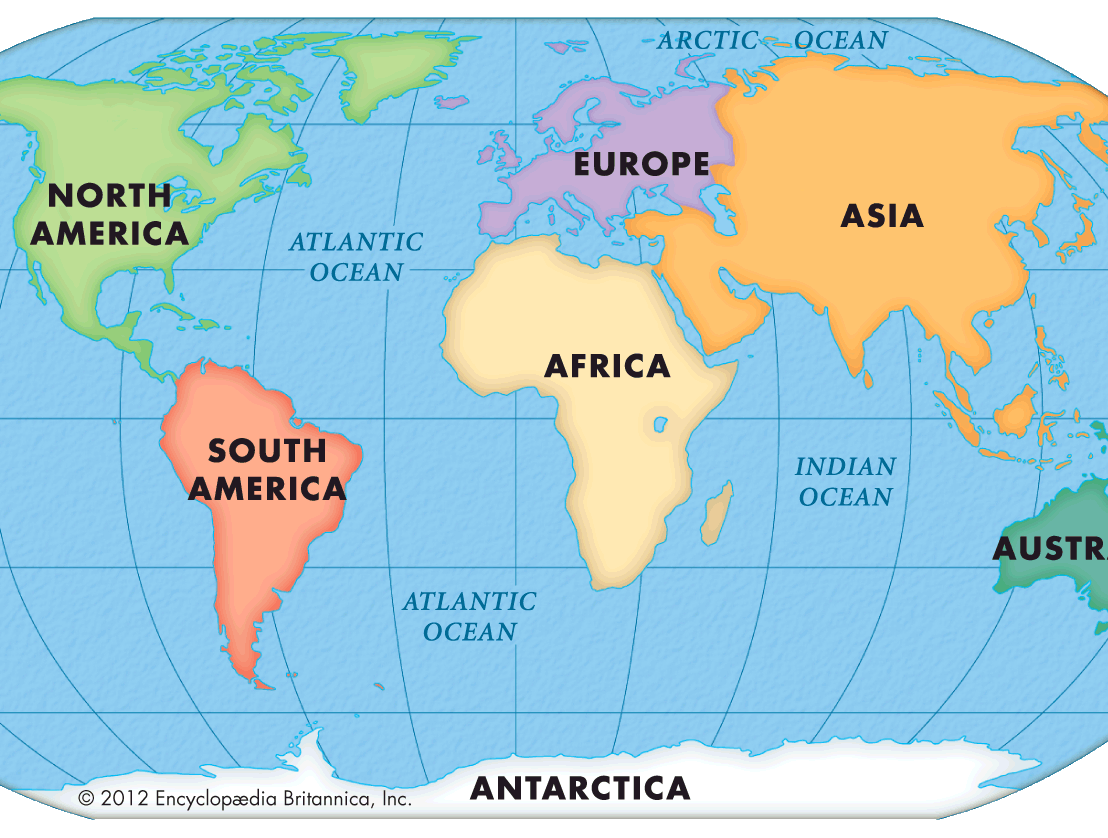 ARCTIC OCEAN
EUROPE
NORTH
AMERICA
ASIA
ATLANTIC
OCEAN
AFRICA
SOUTH
AMERICA
INDIAN
OCEAN
AUSTR
ATLANTIC
OCEAN
ANTARCTICA
© 2012 Encyclopædia Britannica, Inc.